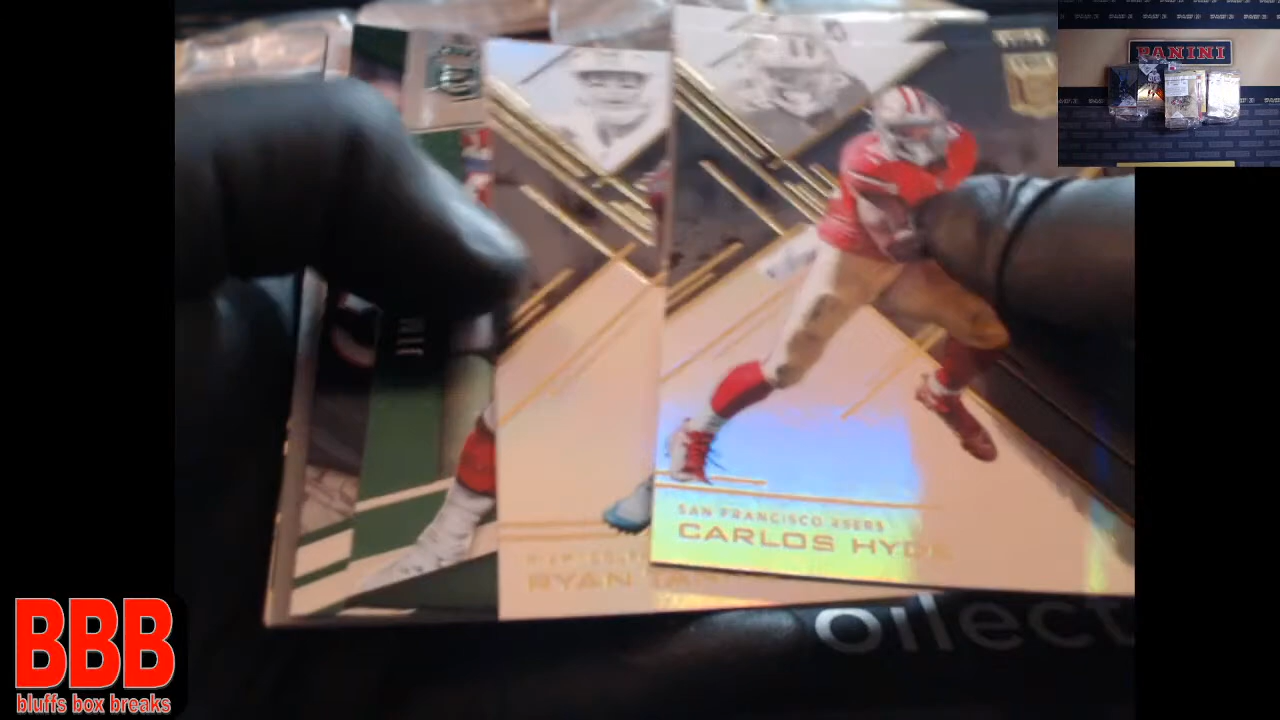 PANINI
SAN FRANCISCO 49ERS
CARLOS HYDE
RYAN
ollect
BBB
bluffs box breaks